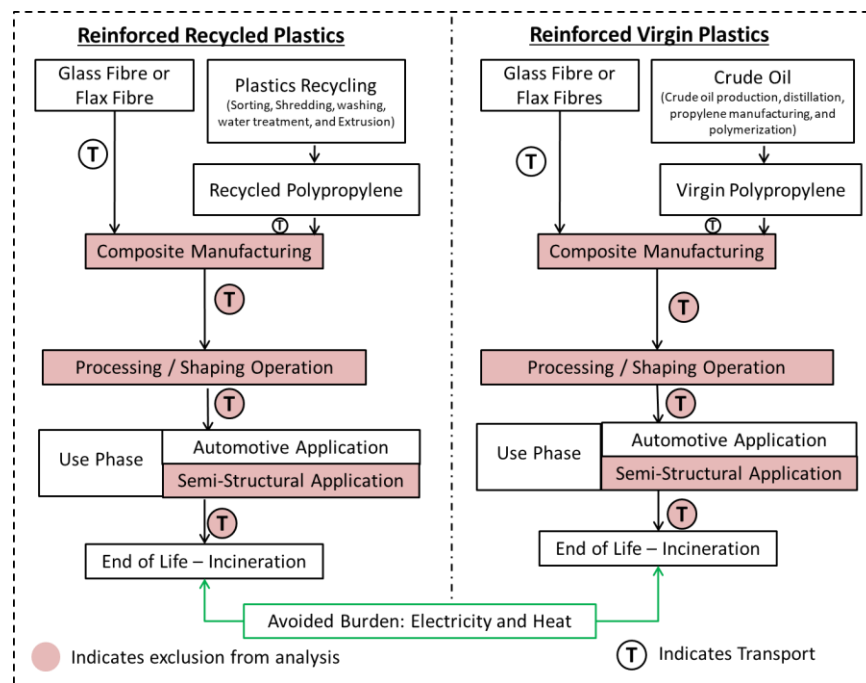 Reinforced Recycled Plastics
Glass Fibre or
Flax Fibre
Plastics Recycling
(Sorting, Shredding, washing,
water treatment, and Extrusion)
T
Recycled Polypropylene
T
Composite Manufacturing
T
Processing / Shaping Operation
T
Use Phase
Automotive Application
Semi-Structural Application
T
End of Life – Incineration
Reinforced Virgin Plastics
Glass Fibre or
Flax Fibres
Crude Oil
(Crude oil production, distillation,
propylene manufacturing, and
polymerization)
T
Virgin Polypropylene
T
Composite Manufacturing
T
Processing / Shaping Operation
T
Use Phase
Automotive Application
Semi-Structural Application
T
End of Life – Incineration
Avoided Burden: Electricity and Heat
Indicates exclusion from analysis
T
Indicates Transport